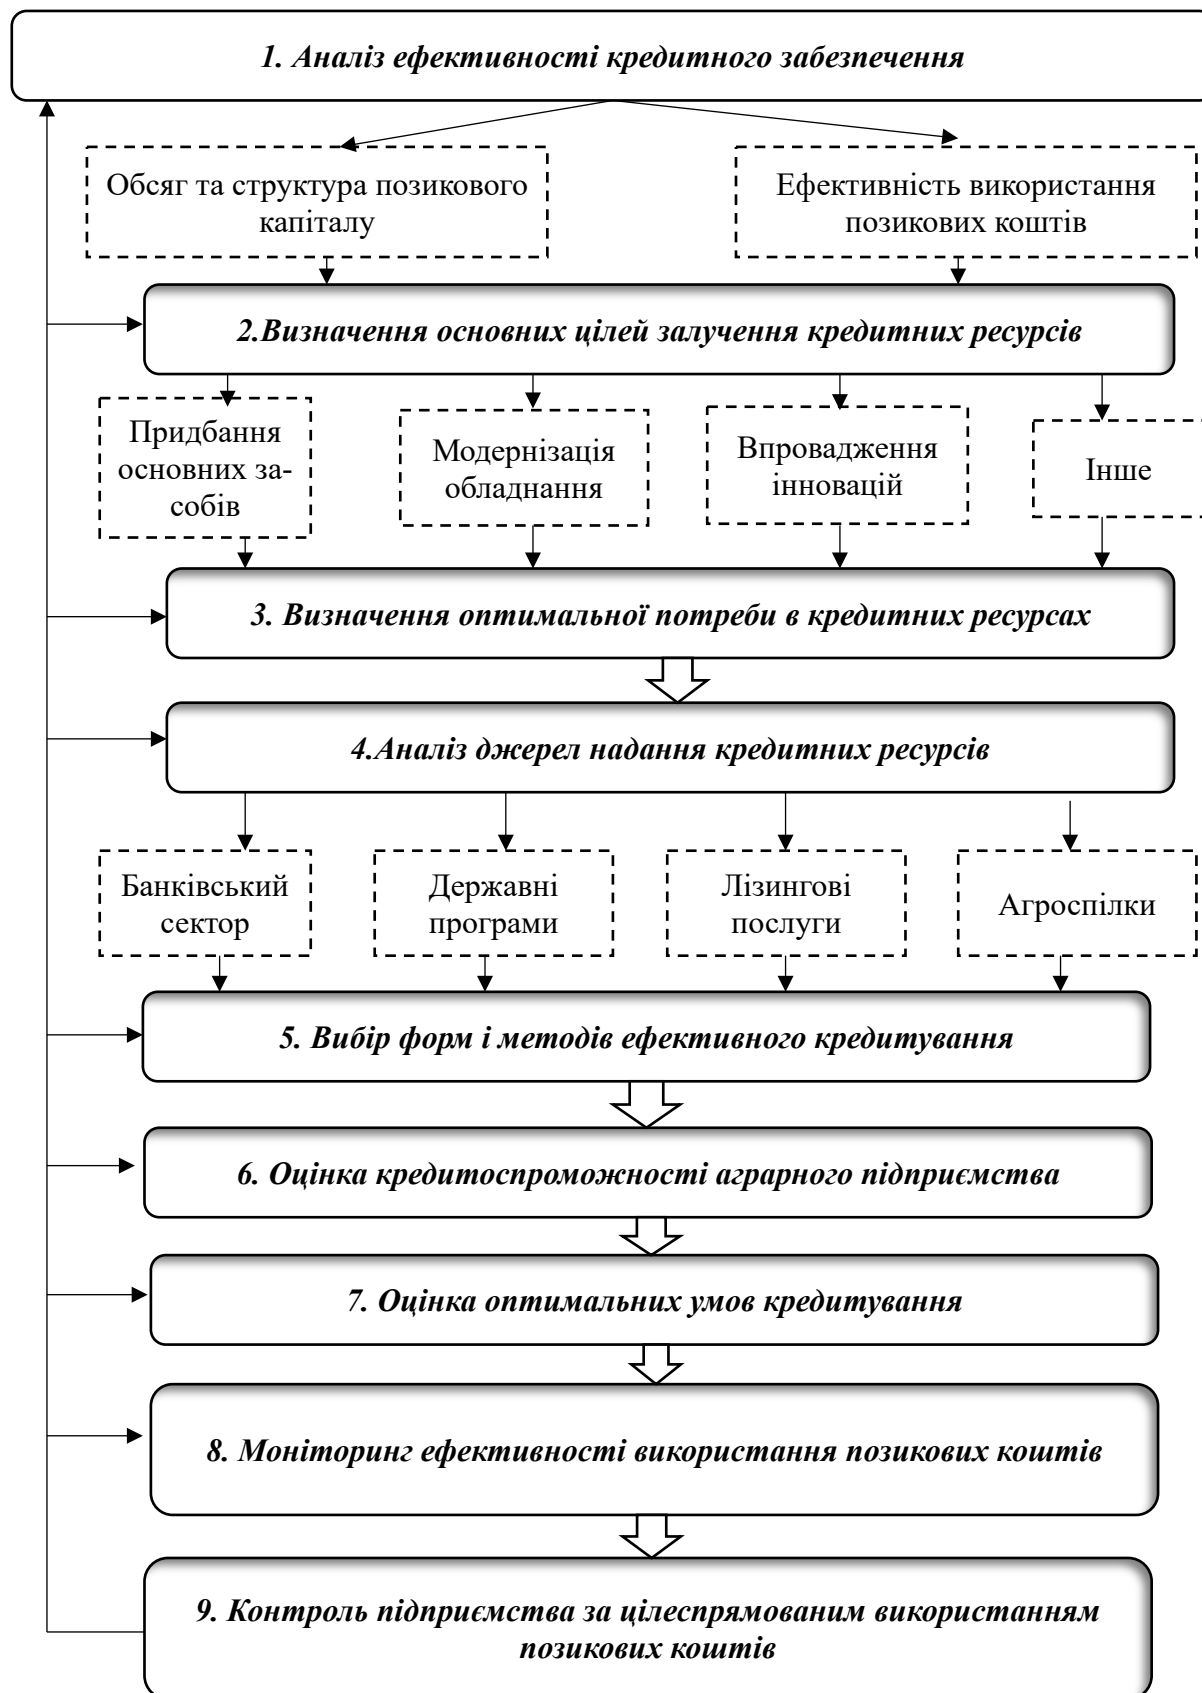 1. Аналіз ефективності кредитного забезпечення
Обсяг та структура позикового
капіталу
Ефективність використання
позикових коштів
2.Визначення основних цілей залучення кредитних ресурсів
Придбання
основних за-
собів
Модернізація
обладнання
Впровадження
інновацій
Інше
3. Визначення оптимальної потреби в кредитних ресурсах
4.Аналіз джерел надання кредитних ресурсів
Банківський
сектор
Державні
програми
Лізингові
послуги
Агроспілки
5. Вибір форм і методів ефективного кредитування
6. Оцінка кредитоспроможності аграрного підприємства
7. Оцінка оптимальних умов кредитування
8. Моніторинг ефективності використання позикових коштів
9. Контроль підприємства за цілеспрямованим використанням
позикових коштів